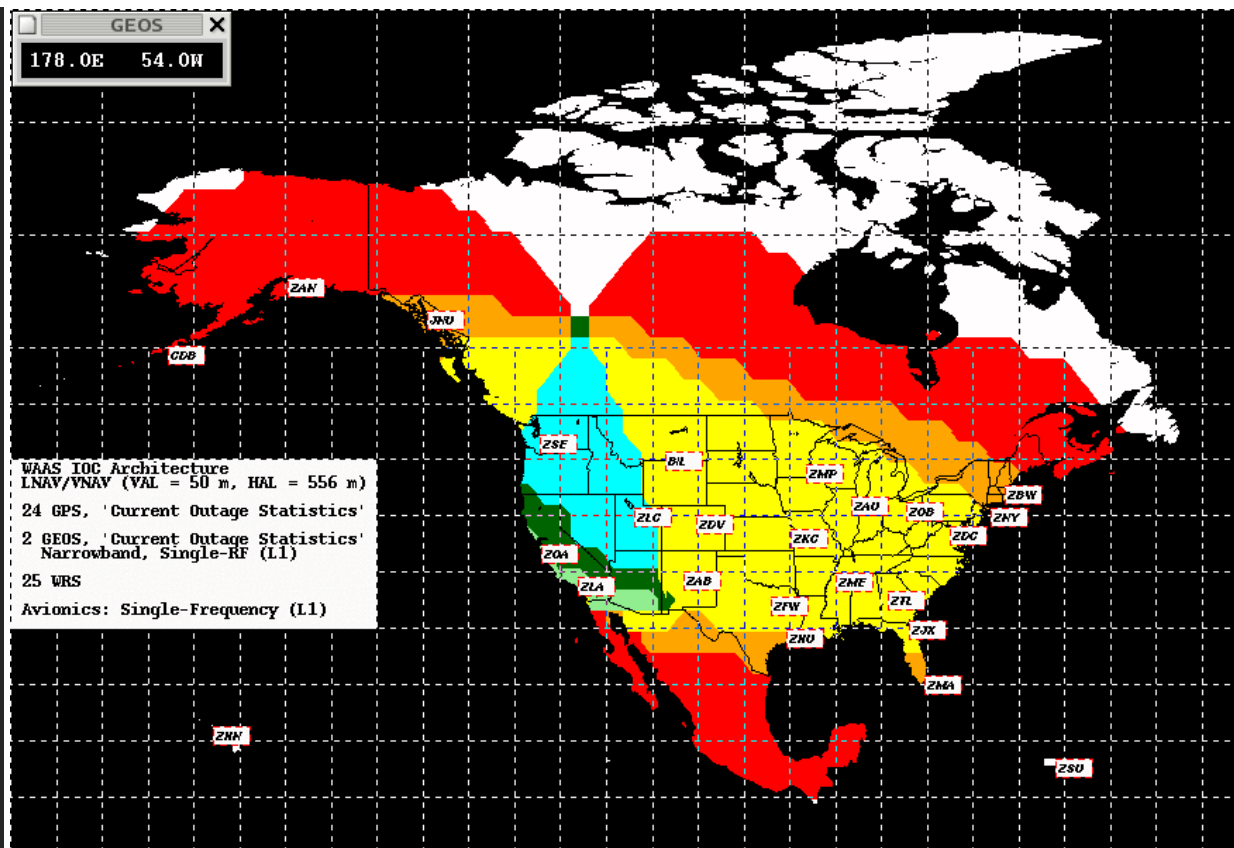 GEOS
178.0E 54.0W
ZAN
JNU
CDB
ZSE
BIL
ZMP
WAAS IOC Architecture
LNAV/VNAV (VAL = 50 m, HAL = 556 m)
24 GPS, 'Current Outage Statistics'
2 GEOS, 'Current Outage Statistics'
Narrowband, Single-RF (L1)
25 WRS
Avionics: Single-Frequency (L1)
ZBW
ZLC
ZDV
ZAU
ZOB
ZNY
ZOA
ZKC
ZDC
ZLA
ZAB
ZME
ZFW
ZTL
ZHU
ZJX
ZMA
ZHN
ZSU